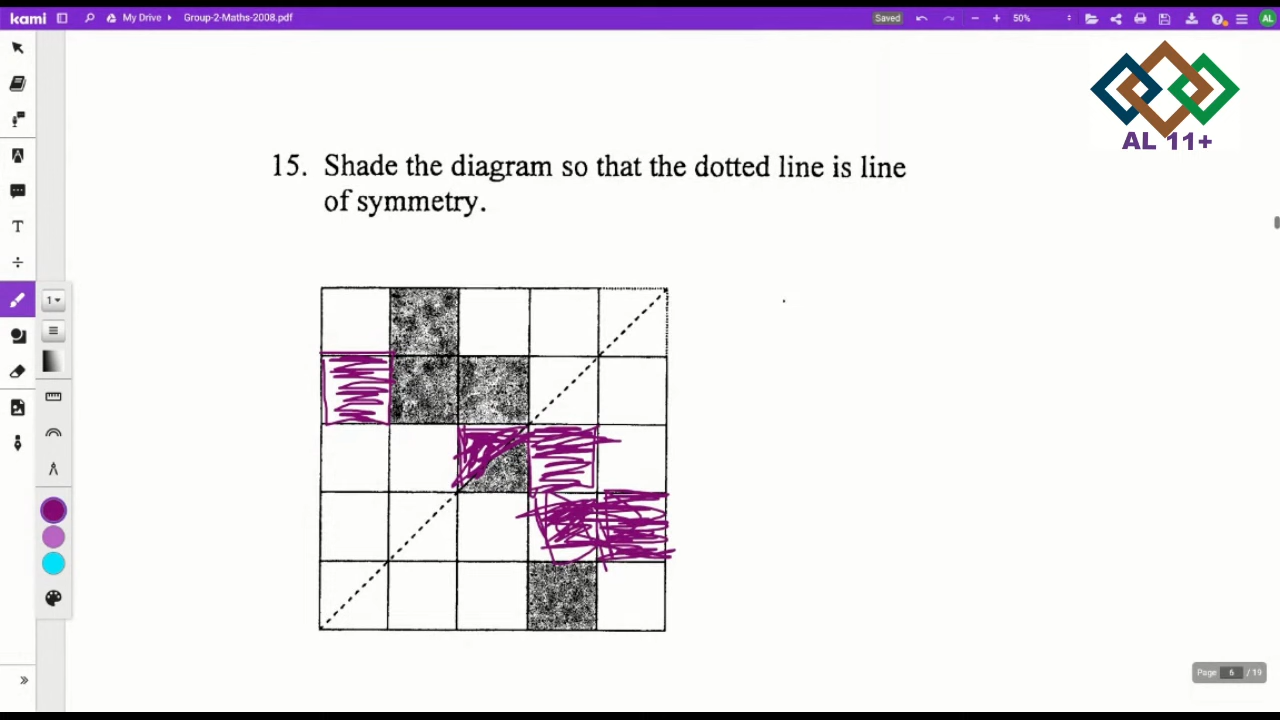 kami
My Drive
Group-2-Maths-2008.pdf
Saved
50%
AL
AL 11+
15. Shade the diagram so that the dotted line is line
of symmetry.
T
1
Page 6 / 19